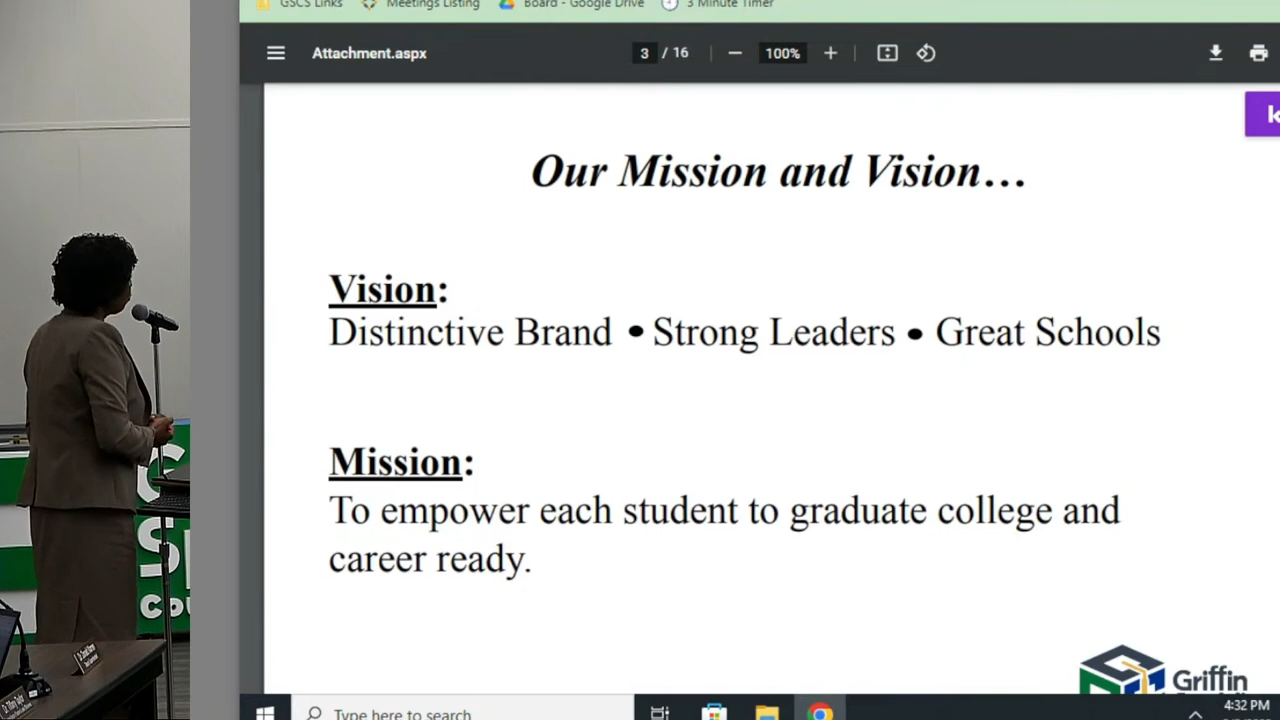 GSCS Links
Meetings Listing
Board - Google Drive
3 Minute Timer
Attachment.aspx
3 / 16
100%
Our Mission and Vision...
Vision:
Distinctive Brand • Strong Leaders • Great Schools
Mission:
To empower each student to graduate college and
career ready.
Griffin
Type here to search
4:32 PM